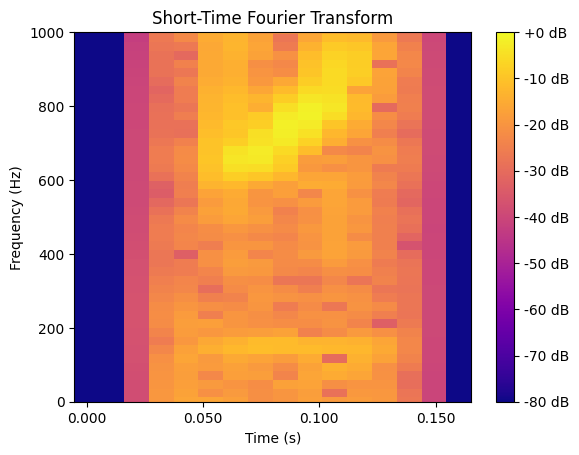 Short-Time Fourier Transform
1000
800
600
400
200
0
Frequency (Hz)
0.000
0.050
0.100
0.150
Time (s)
+0 dB
-10 dB
-20 dB
-30 dB
-40 dB
-50 dB
-60 dB
-70 dB
-80 dB